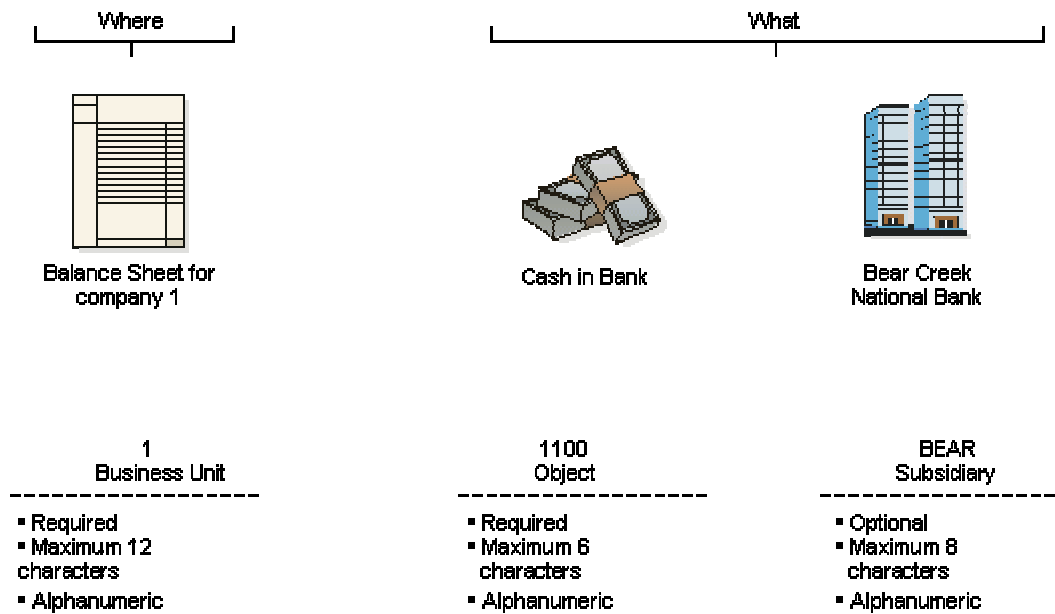 Where
What
Balance Sheet for
company 1
Cash in Bank
Bear Creek
National Bank
1
Business Unit
▪ Required
▪ Maximum 12
characters
▪ Alphanumeric
1100
Object
▪ Required
▪ Maximum 6
characters
▪ Alphanumeric
BEAR
Subsidiary
▪ Optional
▪ Maximum 8
characters
▪ Alphanumeric